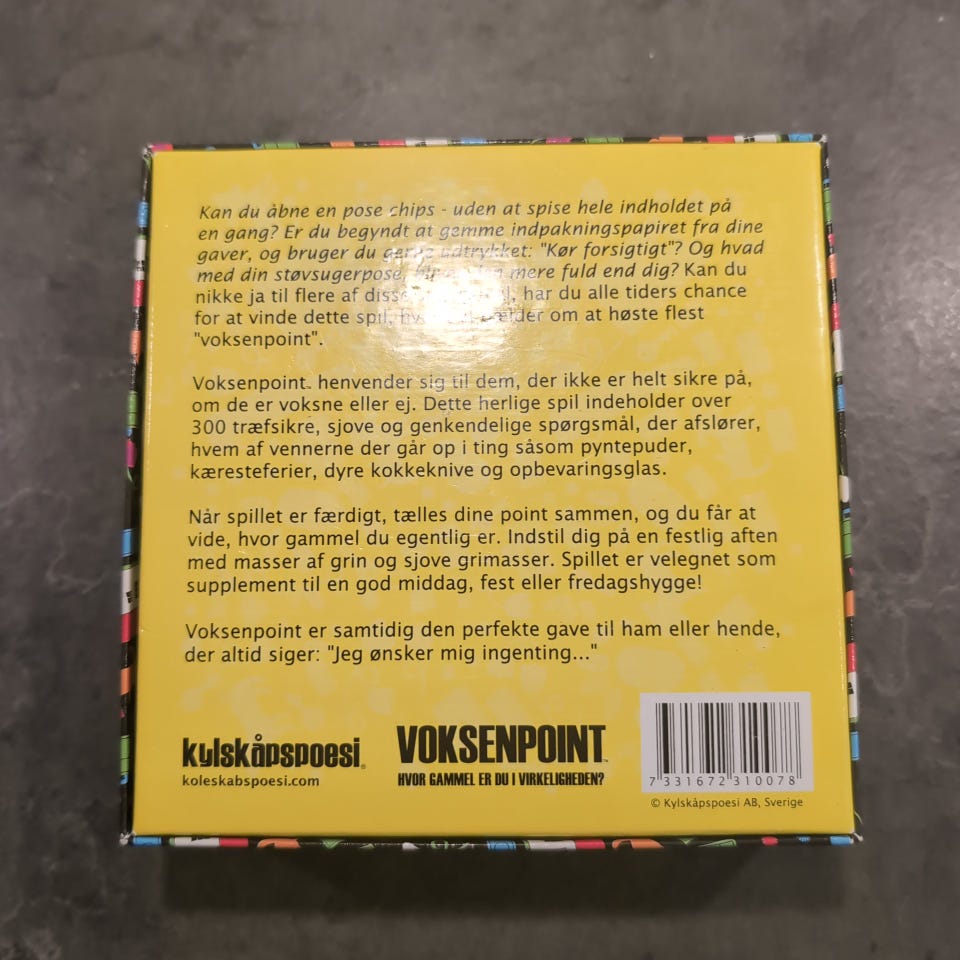 Kan du åbne en pose chips - uden at spise hele indholdet på
en gang? Er du begyndt at gemme indpakningspapiret fra dine
gaver, og bruger du gerne udtrykket: "Kør forsigtigt"? Og hvad
med din støvsugerpose, mere fuld end dig? Kan du
nikke ja til flere af disse har du alle tiders chance
for at vinde dette spil, om at høste flest
"voksenpoint".
Voksenpoint. henvender sig til dem, der ikke er helt sikre på,
om de er voksne eller ej. Dette herlige spil indeholder over
300 træfsikre, sjove og genkendelige spørgsmål, der afslører,
hvem af vennerne der går op i ting såsom pyntepuder,
kæresteferier, dyre kokkeknive og opbevaringsglas.
Når spillet er færdigt, tælles dine point sammen, og du får at
vide, hvor gammel du egentlig er. Indstil dig på en festlig aften
med masser af grin og sjove grimasser. Spillet er velegnet som
supplement til en god middag, fest eller fredagshygge!
Voksenpoint er samtidig den perfekte gave til ham eller hende,
der altid siger: "Jeg ønsker mig ingenting..."
kylskåpspoesi®
koleskabspoesi.com
VOKSENPOINT™
HVOR GAMMEL ER DU I VIRKELIGHEDEN?
7 331672 310078
© Kylskåpspoesi AB, Sverige